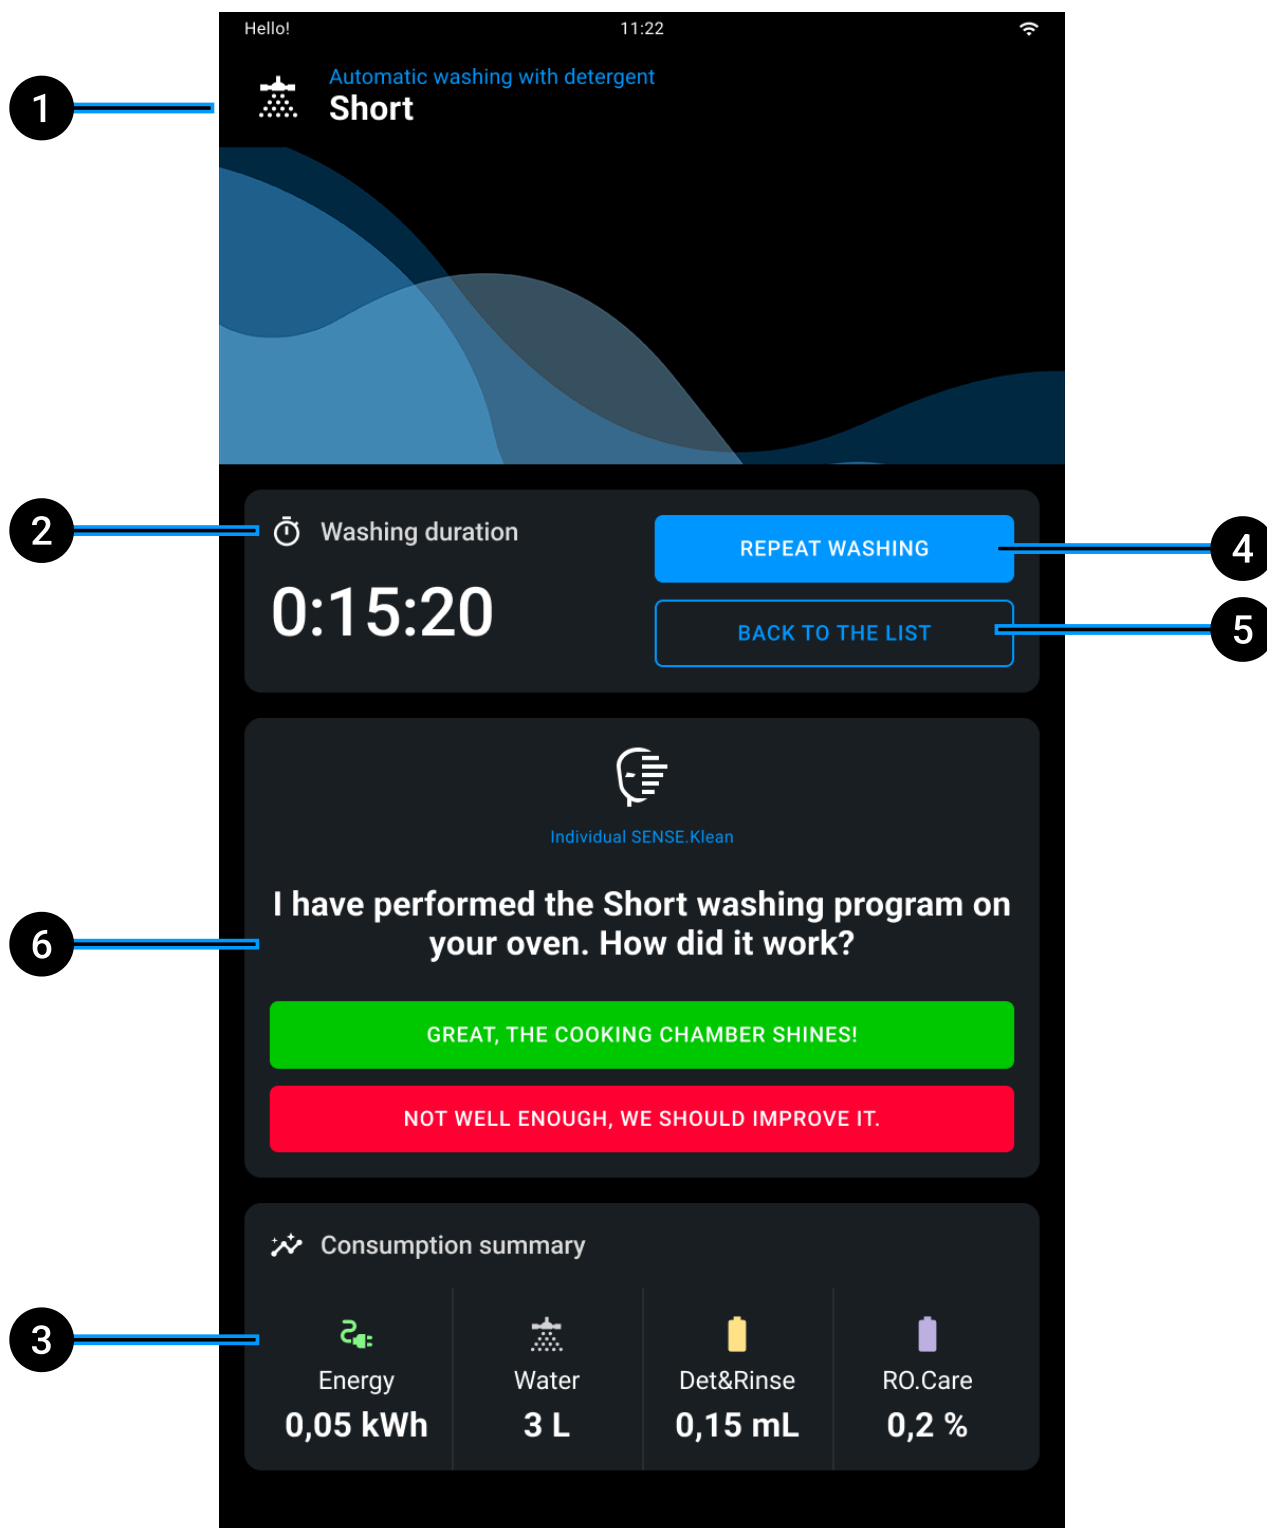 Hello!
11:22
Automatic washing with detergent
1
Short
2
Washing duration
REPEAT WASHING
4
0:15:20
BACK TO THE LIST
5
Individual SENSE.Klean
I have performed the Short washing program on
6
your oven. How did it work?
GREAT, THE COOKING CHAMBER SHINES!
NOT WELL ENOUGH, WE SHOULD IMPROVE IT.
Consumption summary
3
Energy
0,05 kWh
Water
3 L
Det&Rinse
0,15 mL
RO.Care
0,2 %